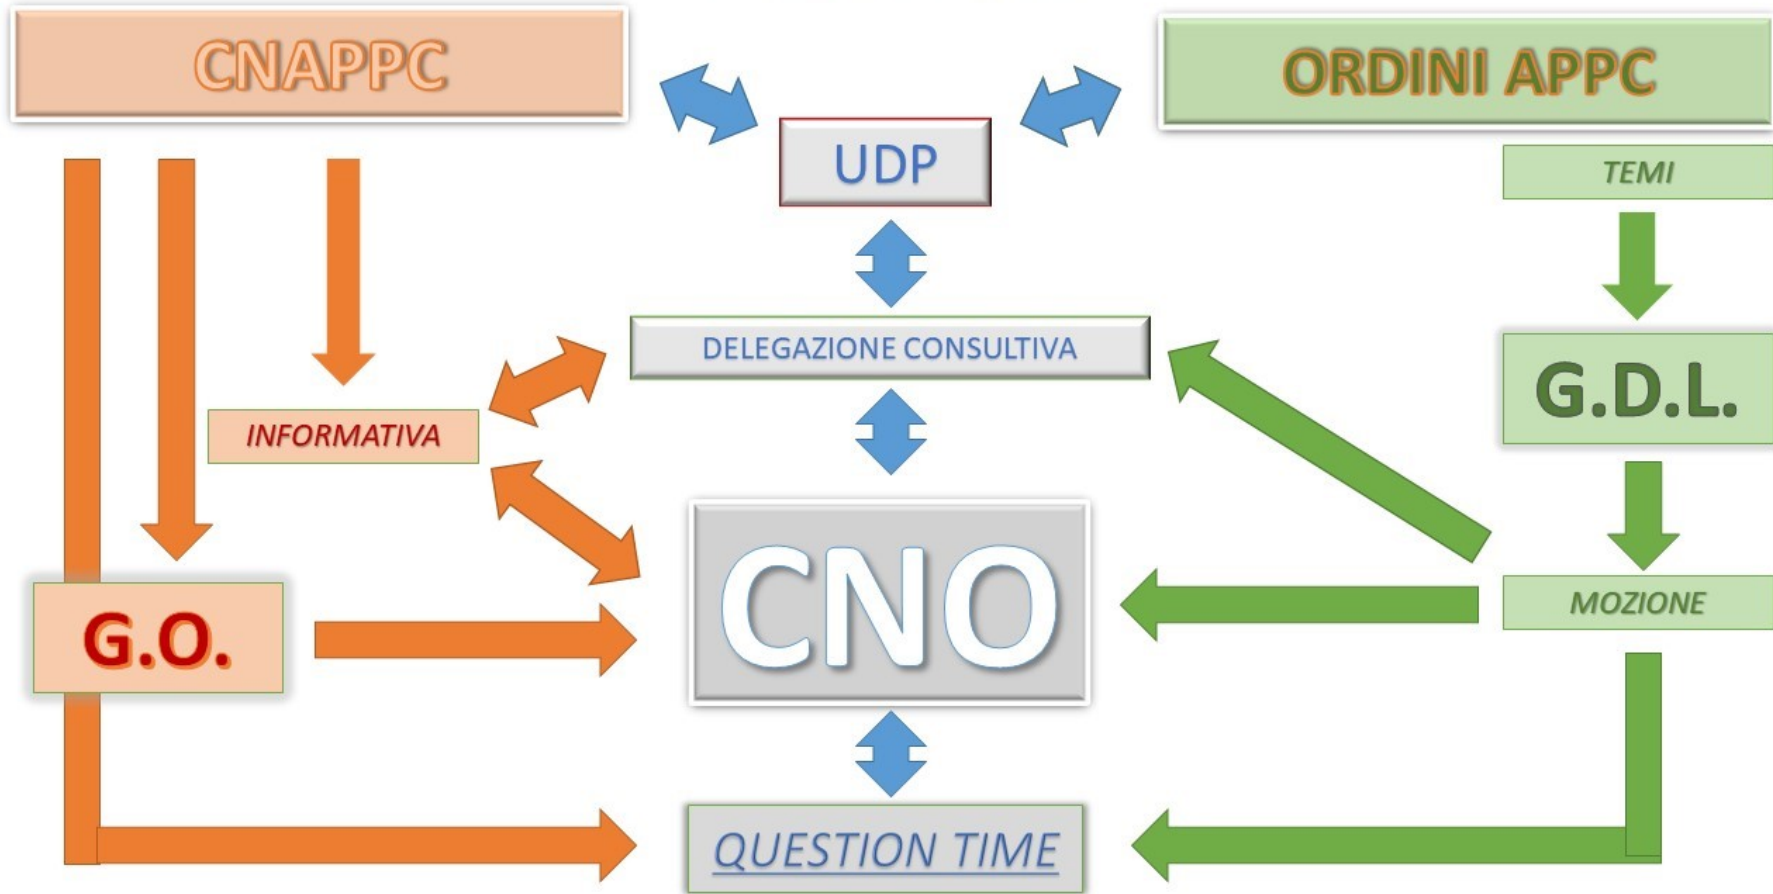 CNAPPC
ORDINI APPC
UDP
TEMI
DELEGAZIONE CONSULTIVA
G.D.L.
INFORMATIVA
CNO
G.O.
MOZIONE
QUESTION TIME